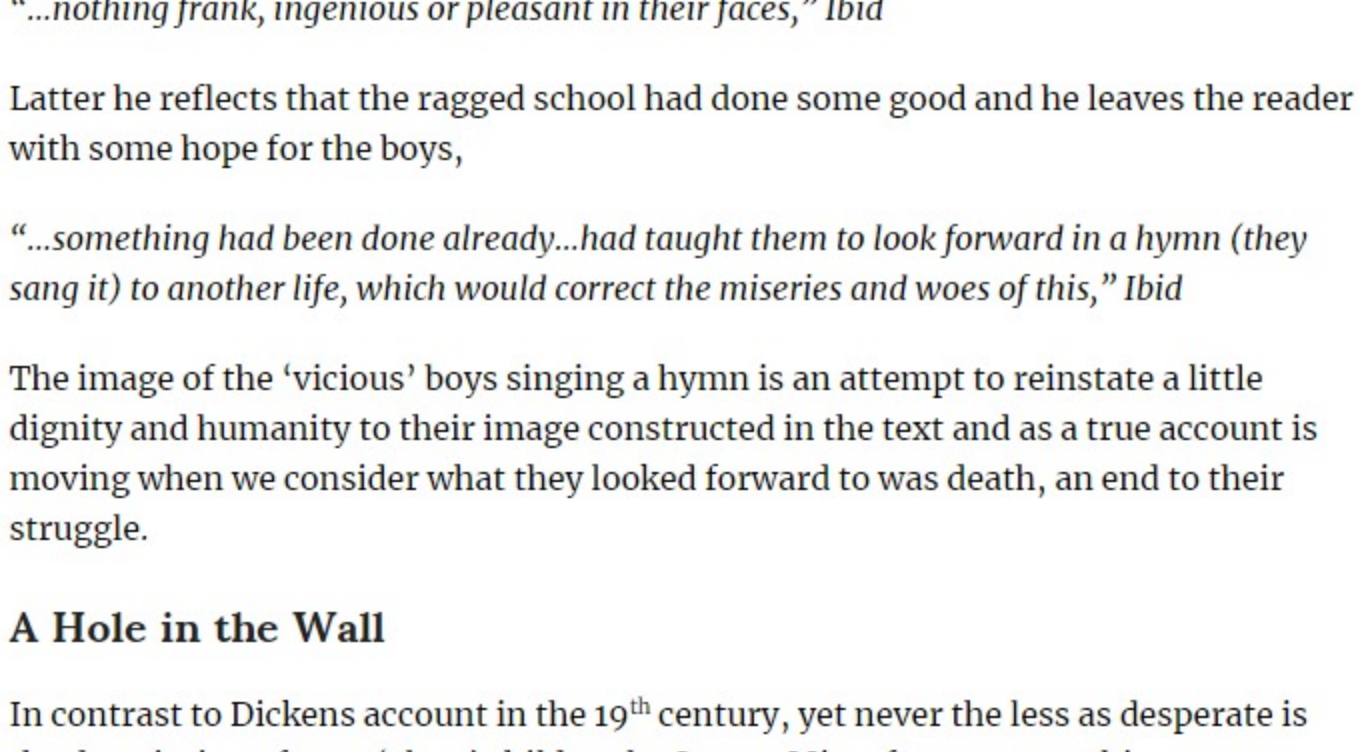 “...nothing frank, ingenious or pleasant in their faces,” Ibid
Latter he reflects that the ragged school had done some good and he leaves the reader
with some hope for the boys,
“...something had been done already...had taught them to look forward in a hymn (they
sang it) to another life, which would correct the miseries and woes of this,” Ibid
The image of the ‘vicious’ boys singing a hymn is an attempt to reinstate a little
dignity and humanity to their image constructed in the text and as a true account is
moving when we consider what they looked forward to was death, an end to their
struggle.
A Hole in the Wall
In contrast to Dickens account in the 19th century, yet never the less as desperate is